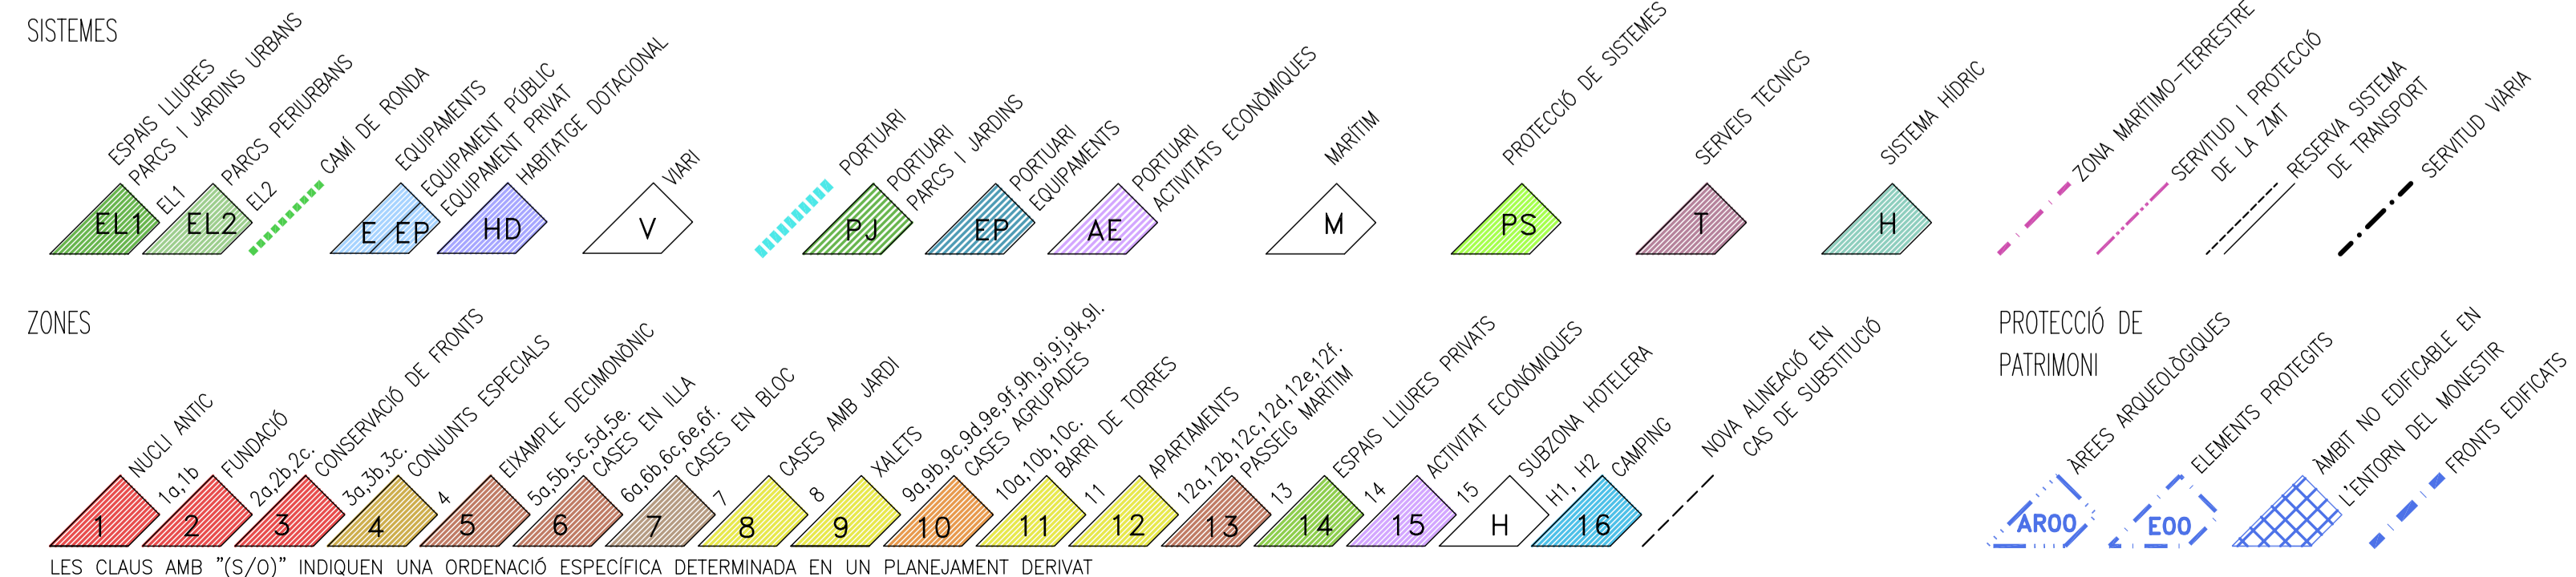 SISTEMES
ESPAIS LLIURES
PARCS I JARDINS URBANS
EL1
EL1
PARCS PERIURBANS
EL2
EL2
CAMÍ DE RONDA
EQUIPAMENTS
E
EQUIPAMENT PÚBLIC
EQUIPAMENT PRIVAT
EP
HABITATGE DOTACIONAL
HD
VIARI
V
PORTUARI
PORTUARI
PARCS I JARDINS
PJ
PORTUARI
EQUIPAMENTS
EP
PORTUARI
ACTIVITATS ECONÒMIQUES
AE
MARÍTIM
M
PROTECCIÓ DE SISTEMES
PS
SERVEIS TECNICS
T
SISTEMA HÍDRIC
H
ZONA MARÍTIMO-TERRESTRE
SERVITUD I PROTECCIÓ
DE LA ZMT
RESERVA SISTEMA
DE TRANSPORT
SERVITUD VIÀRIA
ZONES
NUCLI ANTIC
1a,1b
1
FUNDACIÓ
2a,2b,2c.
2
CONSERVACIÓ DE FRONTS
3a,3b,3c.
3
CONJUNTS ESPECIALS
4
4
EIXAMPLE DECIMONÒNIC
5a,5b,5c,5d,5e.
5
CASES EN ILLA
6a,6b,6c,6e,6f.
6
CASES EN BLOC
7
7
CASES AMB JARDI
8
8
XALETS
9a,9b,9c,9d,9e,9f,9h,9i,9j,9k,9l.
9
CASES AGRUPADES
10a,10b,10c.
10
BARRI DE TORRES
11
11
APARTAMENTS
12a,12b,12c,12d,12e,12f.
12
PASSEIG MARÍTIM
13
13
ESPAIS LLIURES PRIVATS
14
14
ACTIVITAT ECONÓMIQUES
15
15
SUBZONA HOTELERA
H1, H2
H
CAMPING
16
NOVA ALINEACIÓ EN
CAS DE SUBSTITUCIÓ
LES CLAUS AMB "(S/O)" INDIQUEN UNA ORDENACIÓ ESPECÍFICA DETERMINADA EN UN PLANEJAMENT DERIVAT
PROTECCIÓ DE
PATRIMONI
ÀREES ARQUEOLÒGIQUES
AR00
ELEMENTS PROTEGITS
E00
ÀMBIT NO EDIFICABLE EN
L'ENTORN DEL MONESTIR
FRONTS EDIFICATS